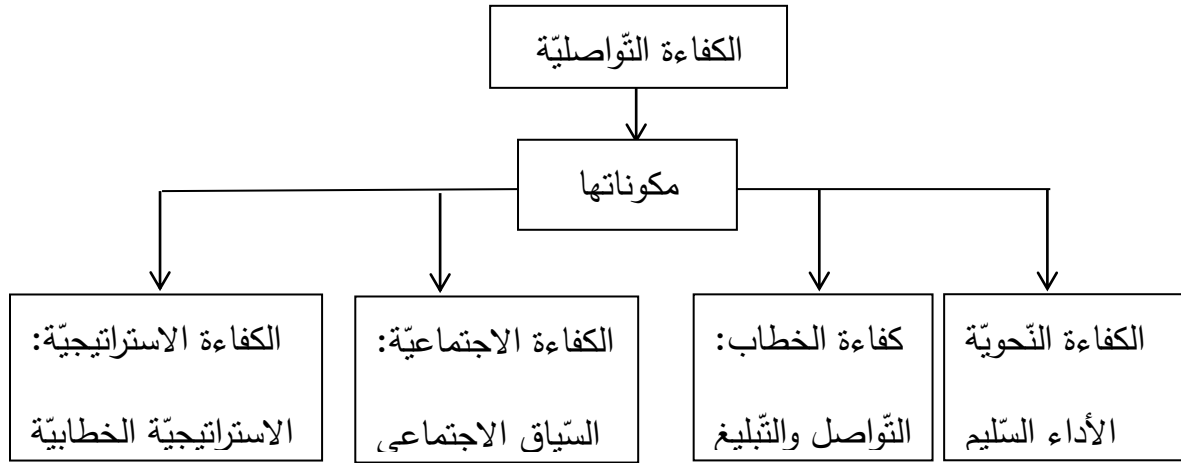 الكفاءة التّواصليّة
مكوناتها
الكفاءة النّحويّة
الأداء السّليم
كفاءة الخطاب:
التّواصل والتّبليغ
الكفاءة الاجتماعيّة:
السّياق الاجتماعي
الكفاءة الاستراتيجيّة:
الاستراتيجيّة الخطابيّة